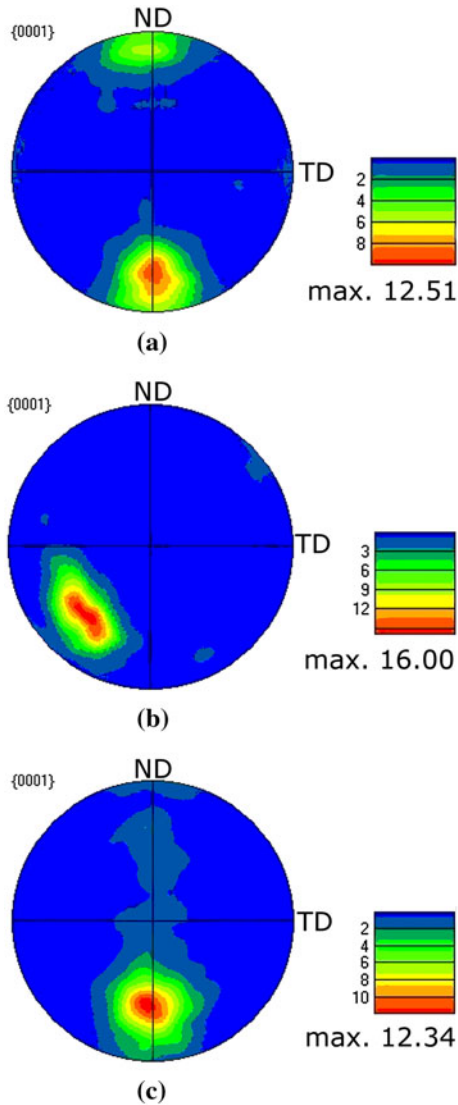 ND
{0001}
TD
2
4
6
8
max. 12.51
(a)
ND
{0001}
TD
3
6
9
12
max. 16.00
(b)
ND
{0001}
TD
2
4
6
8
10
max. 12.34
(c)